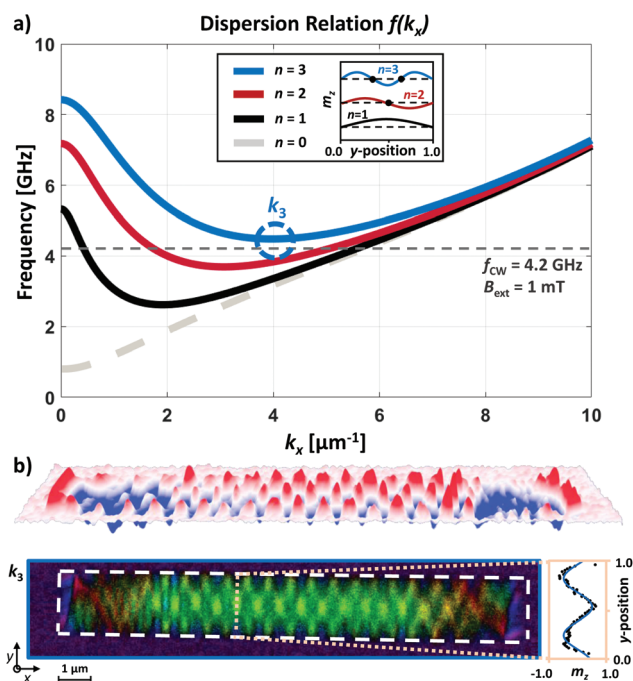 a) Dispersion Relation f(kₓ)
10
8
6
4
2
0
Frequency [GHz]
n = 3
n = 2
n = 1
n = 0
mz
n=3
n=2
n=1
0.0 y-position 1.0
k₃
fCW = 4.2 GHz
Bext = 1 mT
0 2 4 6 8 10
kₓ [µm⁻¹]
b)
k₃
y
x
1 µm
1.0
y-position
0.0
-1.0 mz 1.0